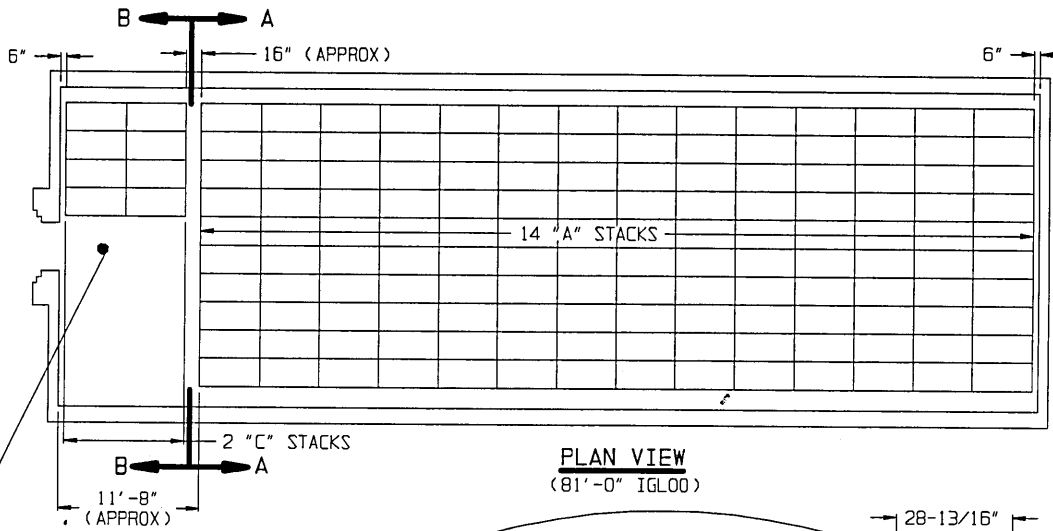 B A
6" 16" (APPROX) 6"
14 "A" STACKS
2 "C" STACKS
B A
11'-8"
(APPROX)
PLAN VIEW
(81'-0" IGLOO)
28-13/16"